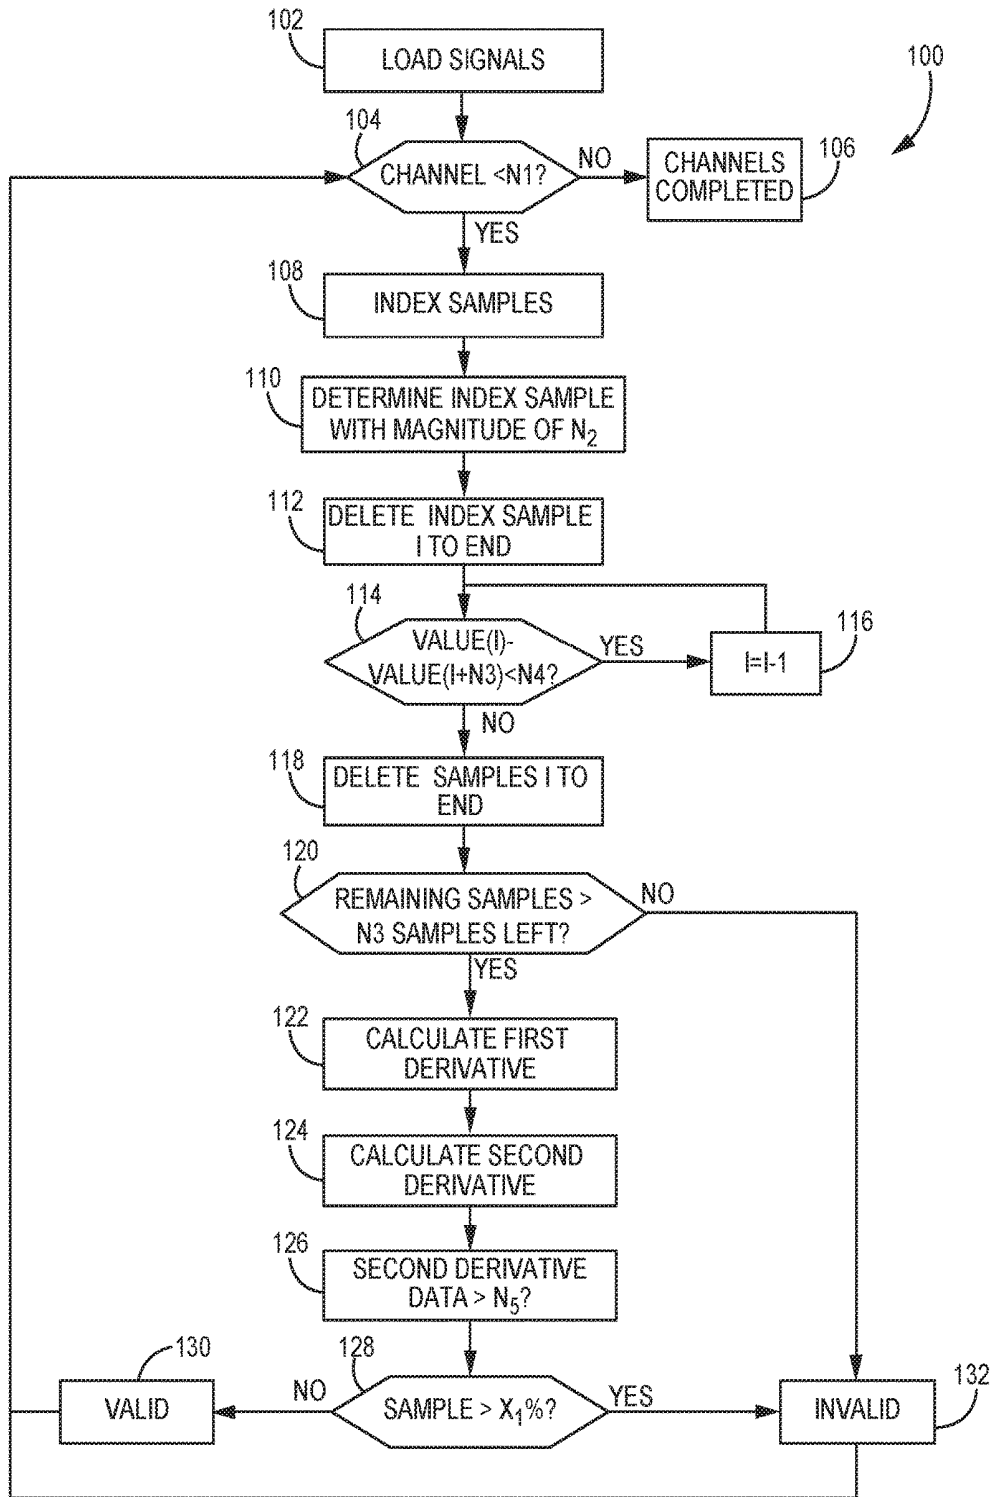 102
LOAD SIGNALS
100
104
CHANNEL <N1?
NO
CHANNELS
COMPLETED
106
YES
108
INDEX SAMPLES
110
DETERMINE INDEX SAMPLE
WITH MAGNITUDE OF N2
112
DELETE INDEX SAMPLE
I TO END
114
VALUE(I)-
VALUE(I+N3)<N4?
YES
I=I-1
116
NO
118
DELETE SAMPLES I TO
END
120
REMAINING SAMPLES >
N3 SAMPLES LEFT?
NO
YES
122
CALCULATE FIRST
DERIVATIVE
124
CALCULATE SECOND
DERIVATIVE
126
SECOND DERIVATIVE
DATA > N5?
130
VALID
NO
128
SAMPLE > X1%?
YES
INVALID
132